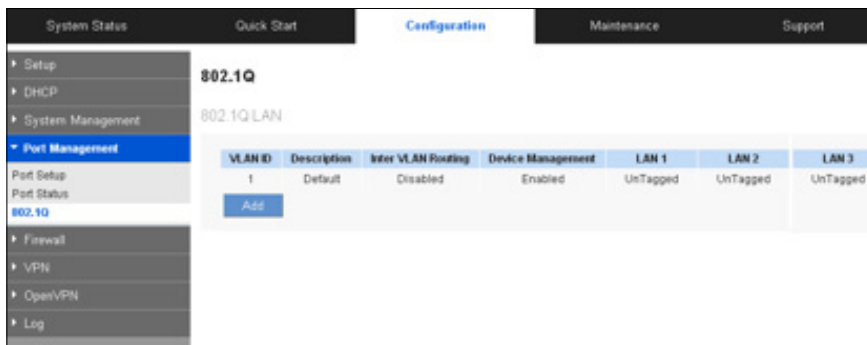 System Status Quick Start Configuration Maintenance Support
Setup
DHCP
System Management
Port Management
Port Setup
Port Status
802.1Q
Firewall
VPN
OpenVPN
Log
802.1Q
802.1Q LAN
VLAN ID Description Inter VLAN Routing Device Management LAN 1 LAN 2 LAN 3
1 Default Disabled Enabled UnTagged UnTagged UnTagged
Add